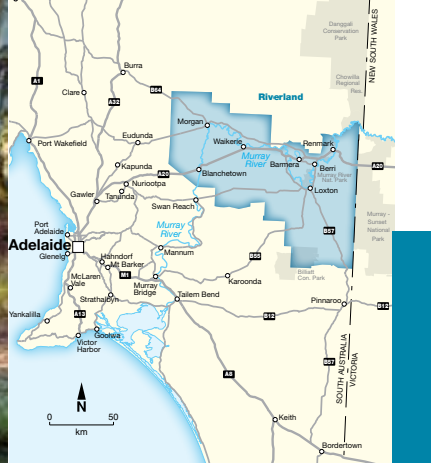 Danggali
Conservation
Park
NEW SOUTH WALES
Burra
A1
Clare
B64
Chowilla
Regional
Res.
A32
Riverland
Morgan
Eudunda
Port Wakefield
Waikerie
Renmark
Murray
River
Barmera
A20
Kapunda
A20
Blanchetown
Berri
Murray River
Nat. Park
Nuriootpa
Loxton
Gawler
Tanunda
Swan Reach
Murray -
Sunset
National
Park
Port
Adelaide
Murray
River
B57
Adelaide
Glenelg
Hahndorf
Mannum
B55
Mt Barker
M1
Billiatt
Con. Park
McLaren
Vale
Murray
Bridge
Karoonda
Strathalbyn
Tailem Bend
Pinnaroo
B12
Yankalilla
A13
B12
Goolwa
Victor
Harbor
SOUTH AUSTRALIA
VICTORIA
B57
A8
N
0 50
km
Keith
Bordertown